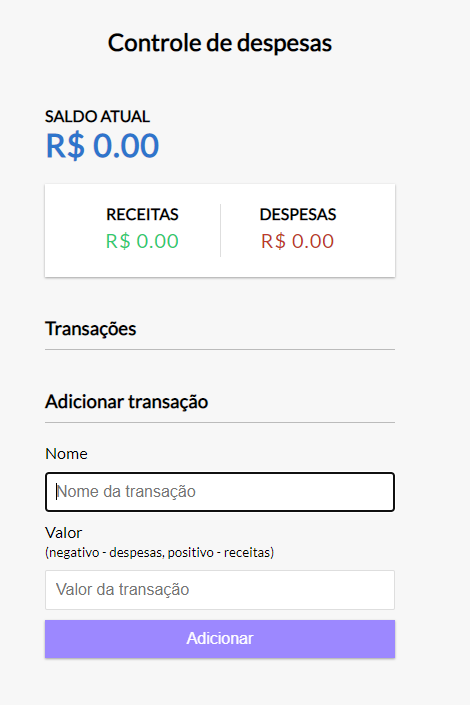 Controle de despesas
SALDO ATUAL
R$ 0.00
RECEITAS
DESPESAS
R$ 0.00
R$ 0.00
Transações
Adicionar transação
Nome
Nome da transação
Valor
(negativo - despesas, positivo - receitas)
Valor da transação
Adicionar